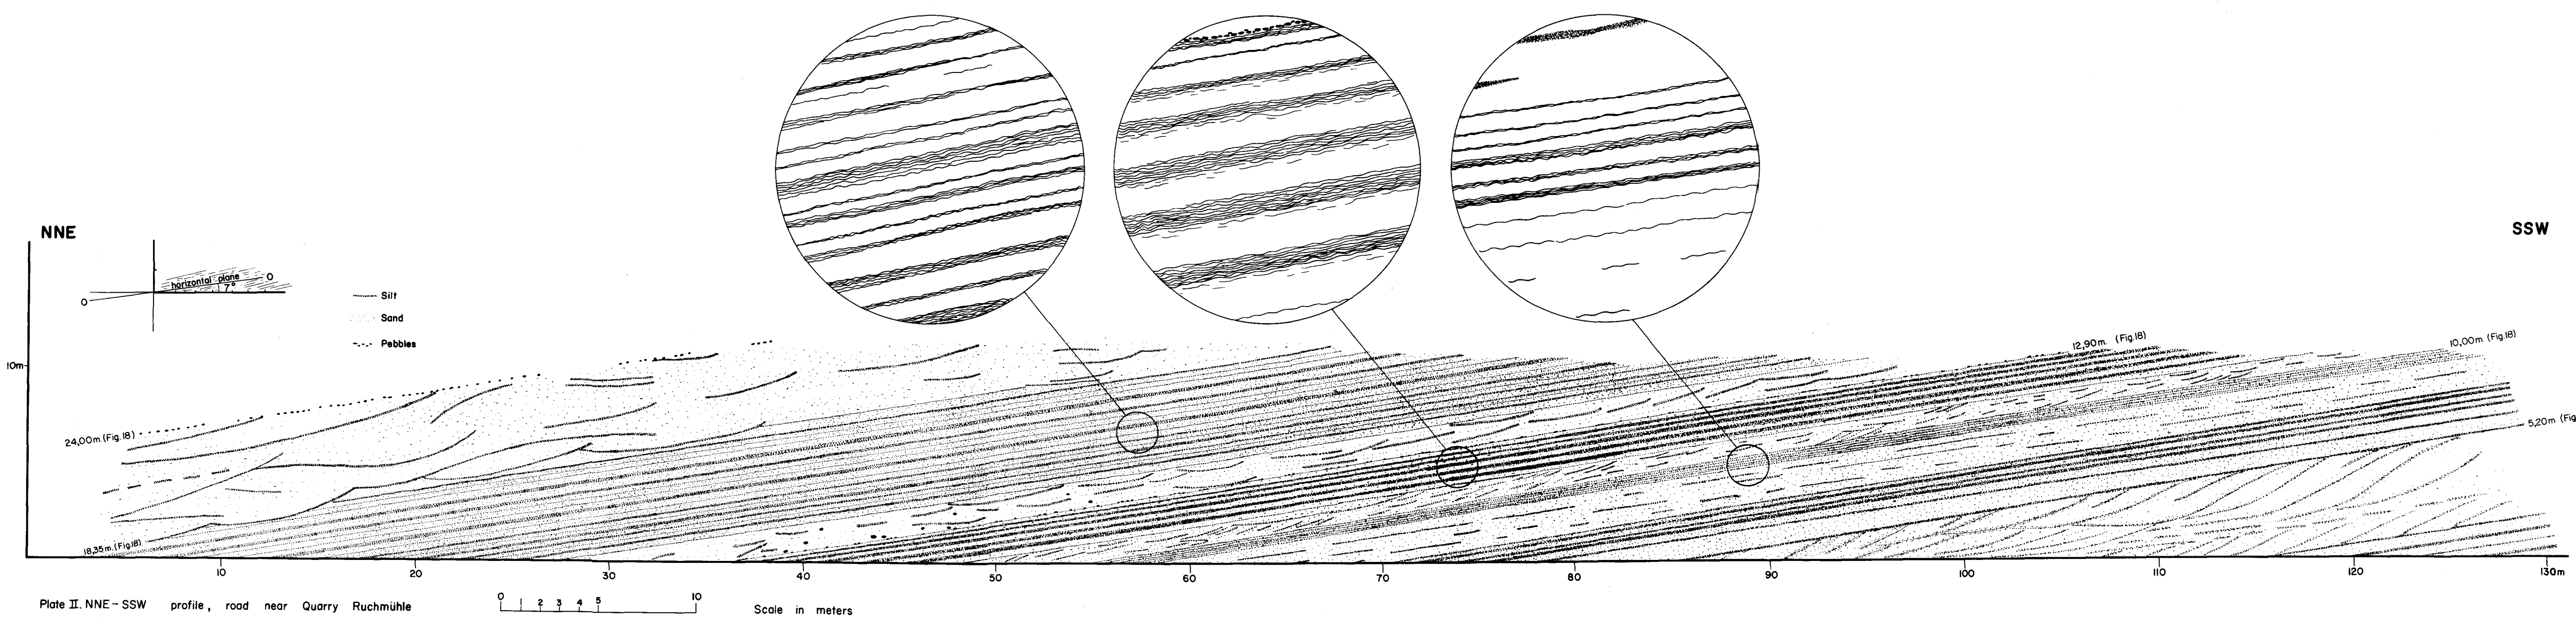 NNE
SSW
horizontal plane
7°
O
O
Silt
Sand
Pebbles
10m
24,00m.(Fig.18)
18,35m.(Fig.18)
12,90m. (Fig.18)
10,00m.(Fig.18)
5,20m (Fig
10 20 30 40 50 60 70 80 90 100 110 120 130m
Plate II. NNE-SSW profile, road near Quarry Ruchmühle
0 1 2 3 4 5 10
Scale in meters